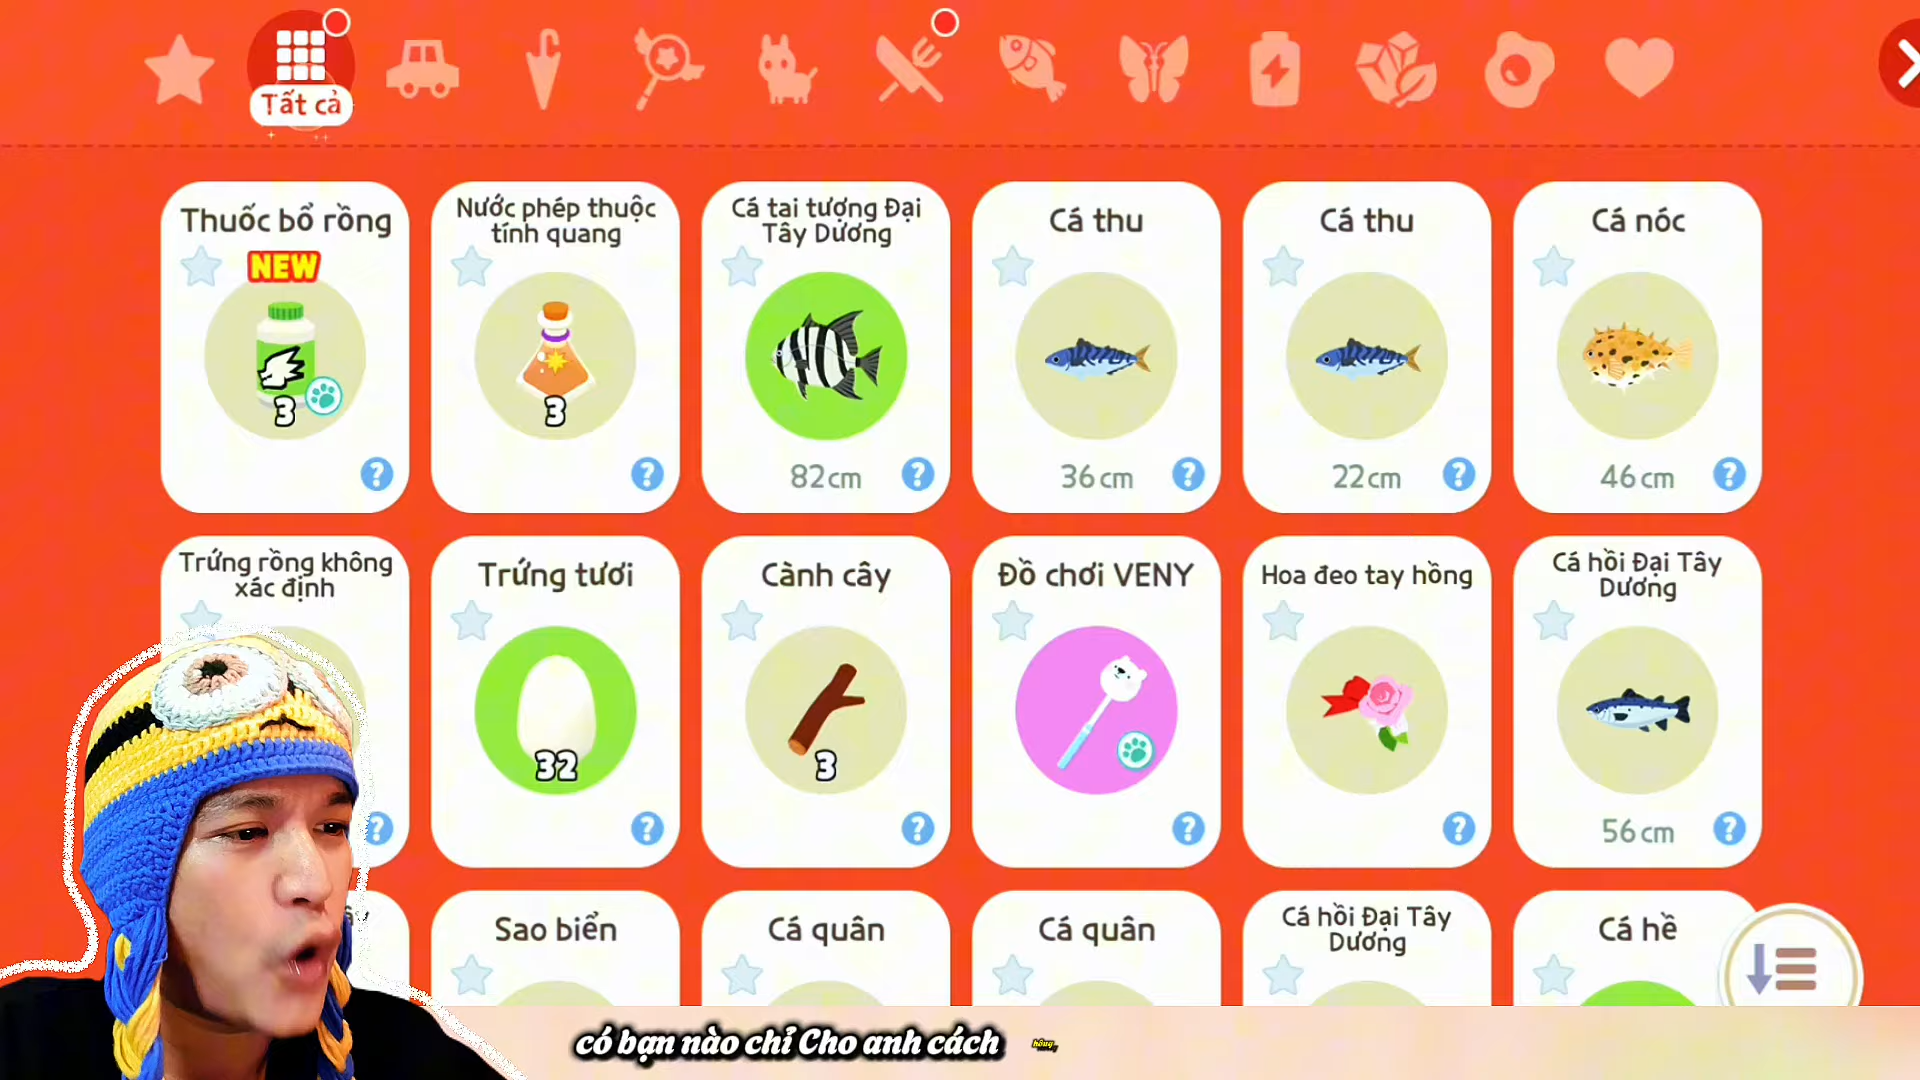 Tất cả
Thuốc bổ rồng
NEW
3
Nước phép thuộc
tính quang
3
Cá tai tượng Đại
Tây Dương
82cm
Cá thu
36cm
Cá thu
22cm
Cá nóc
46cm
Trứng rồng không
xác định
Trứng tươi
32
Cành cây
3
Đồ chơi VENY
Hoa đeo tay hồng
Cá hồi Đại Tây
Dương
56cm
Sao biển
Cá quân
Cá quân
Cá hồi Đại Tây
Dương
Cá hề
có bạn nào chỉ Cho anh cách